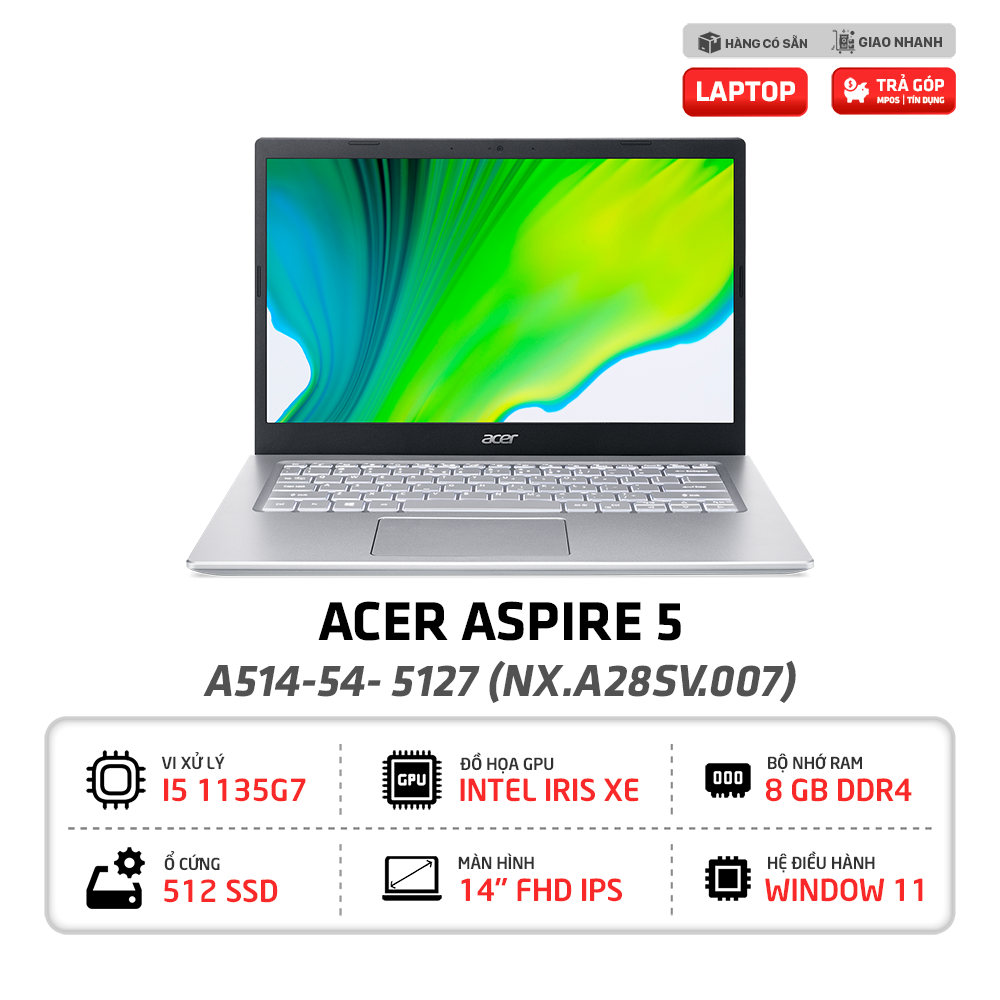 HÀNG CÓ SẴN
GIAO NHANH
LAPTOP
TRẢ GÓP
MPOS | TÍN DỤNG
acer
ACER ASPIRE 5
A514-54- 5127 (NX.A28SV.007)
VI XỬ LÝ
I5 1135G7
GPU
ĐỒ HỌA GPU
INTEL IRIS XE
BỘ NHỚ RAM
8 GB DDR4
Ổ CỨNG
512 SSD
MÀN HÌNH
14” FHD IPS
HỆ ĐIỀU HÀNH
WINDOW 11